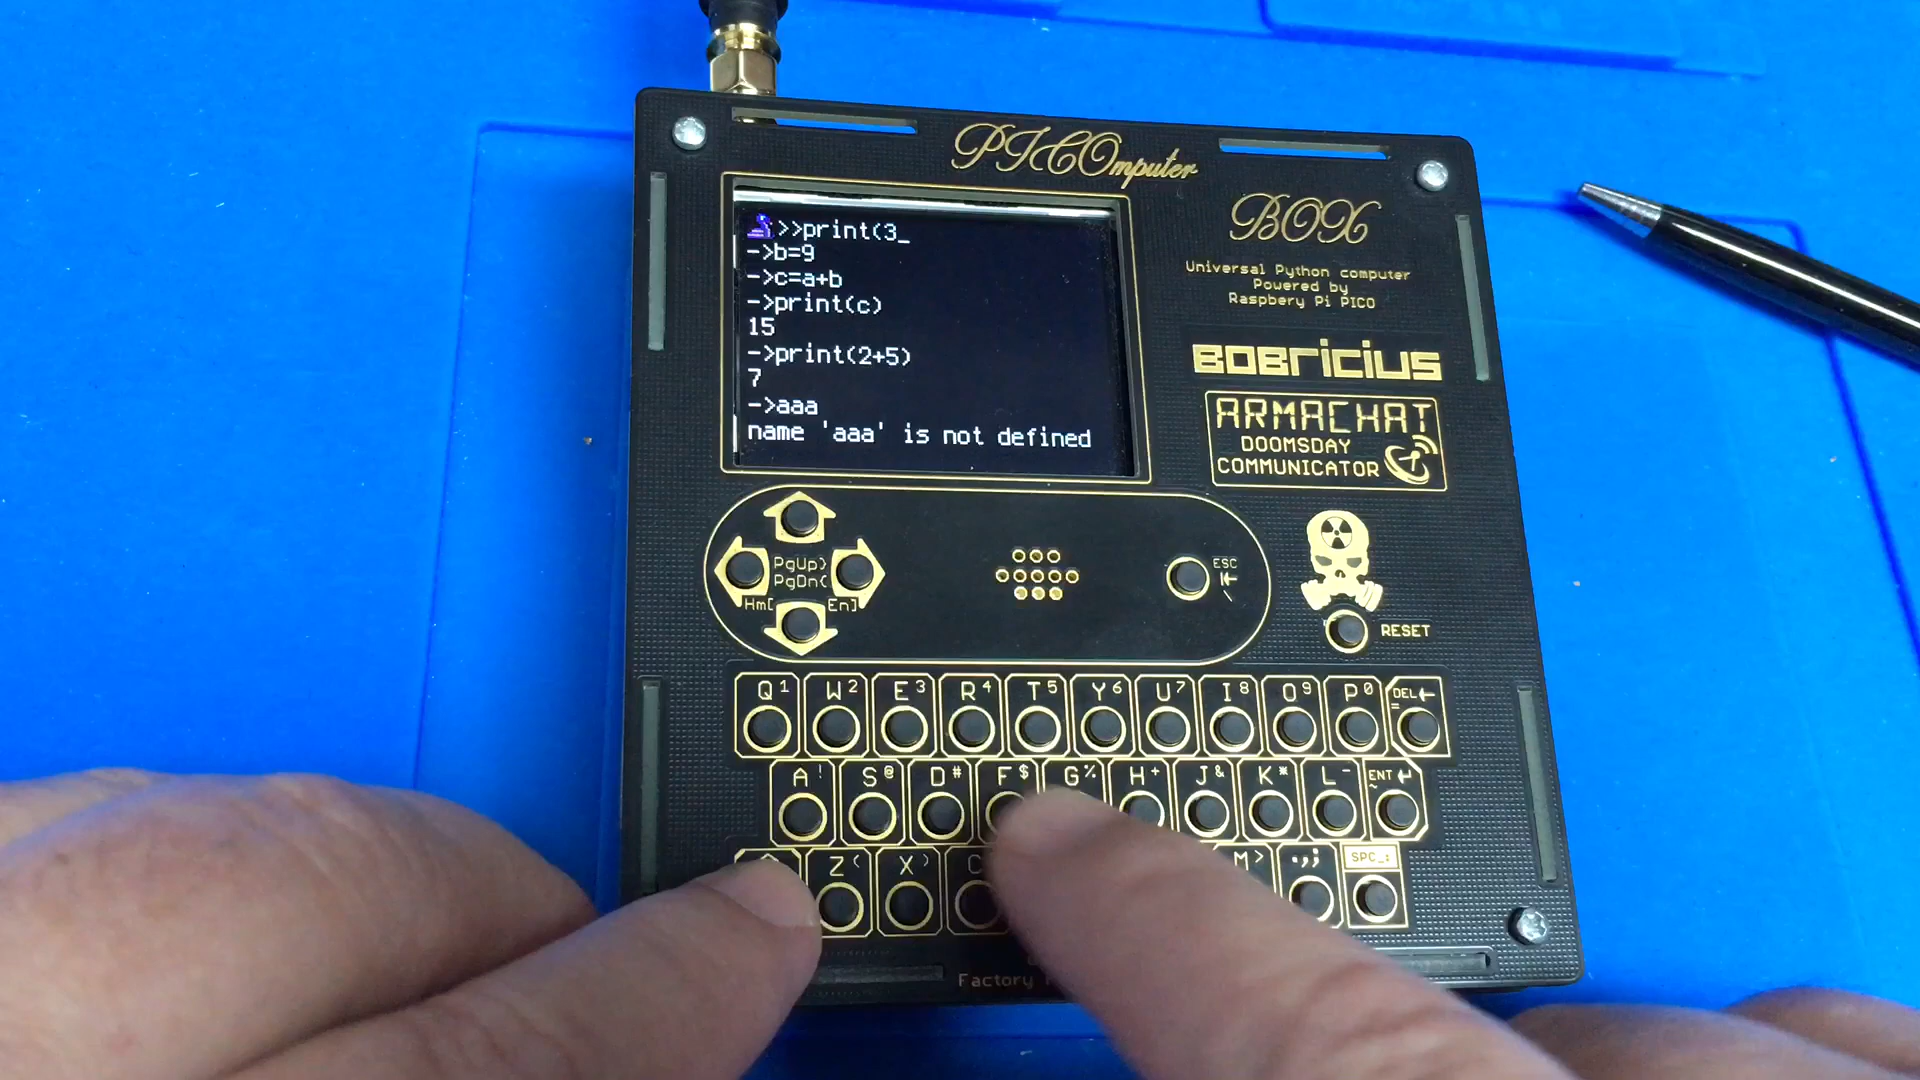 PICOmputer
BOX
Universal Python computer
Powered by
Raspbery Pi PICO
BOBRICIUS
ARMACHAT
DOOMSDAY
COMMUNICATOR
>>print(3_
->b=9
->c=a+b
->print(c)
15
->print(2+5)
7
->aaa
name 'aaa' is not defined
PgUp}
PgDn{
Hm[ En]
ESC
\
RESET
Q1 W2 E3 R4 T5 Y6 U7 I8 O9 P0 DEL
=
A! S@ D# F$ G% H+ J& K* L- ENT
~
Z( X) C M> .,; SPC_:
Factory